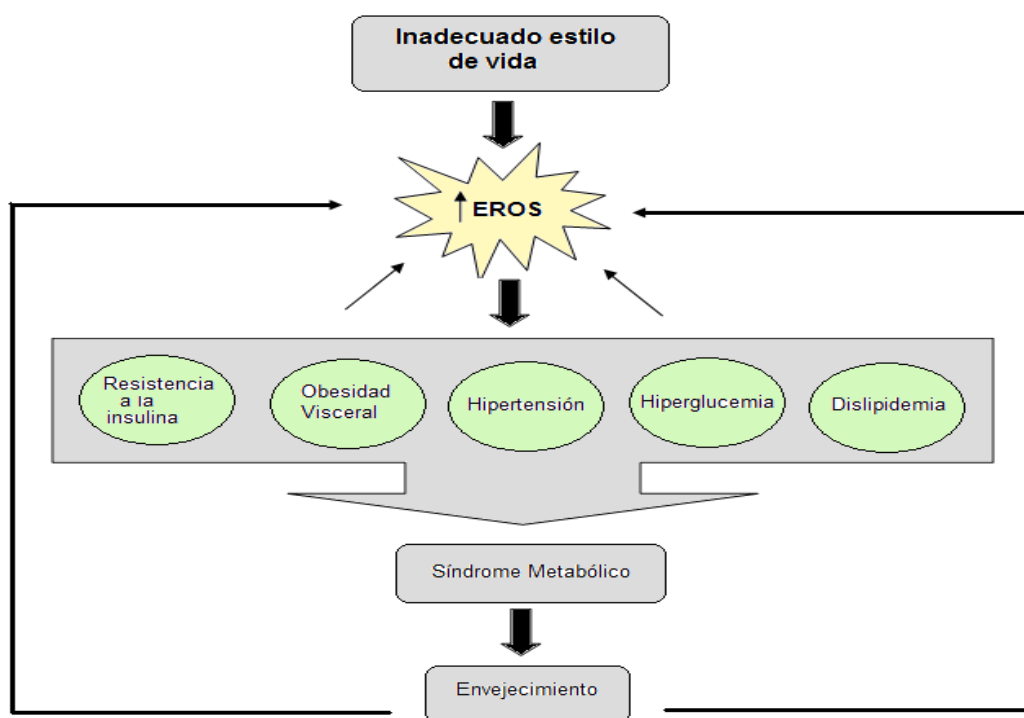 Inadecuado estilo
de vida
↑ EROS
Resistencia
a la
insulina
Obesidad
Visceral
Hipertensión
Hiperglucemia
Dislipidemia
Síndrome Metabólico
Envejecimiento